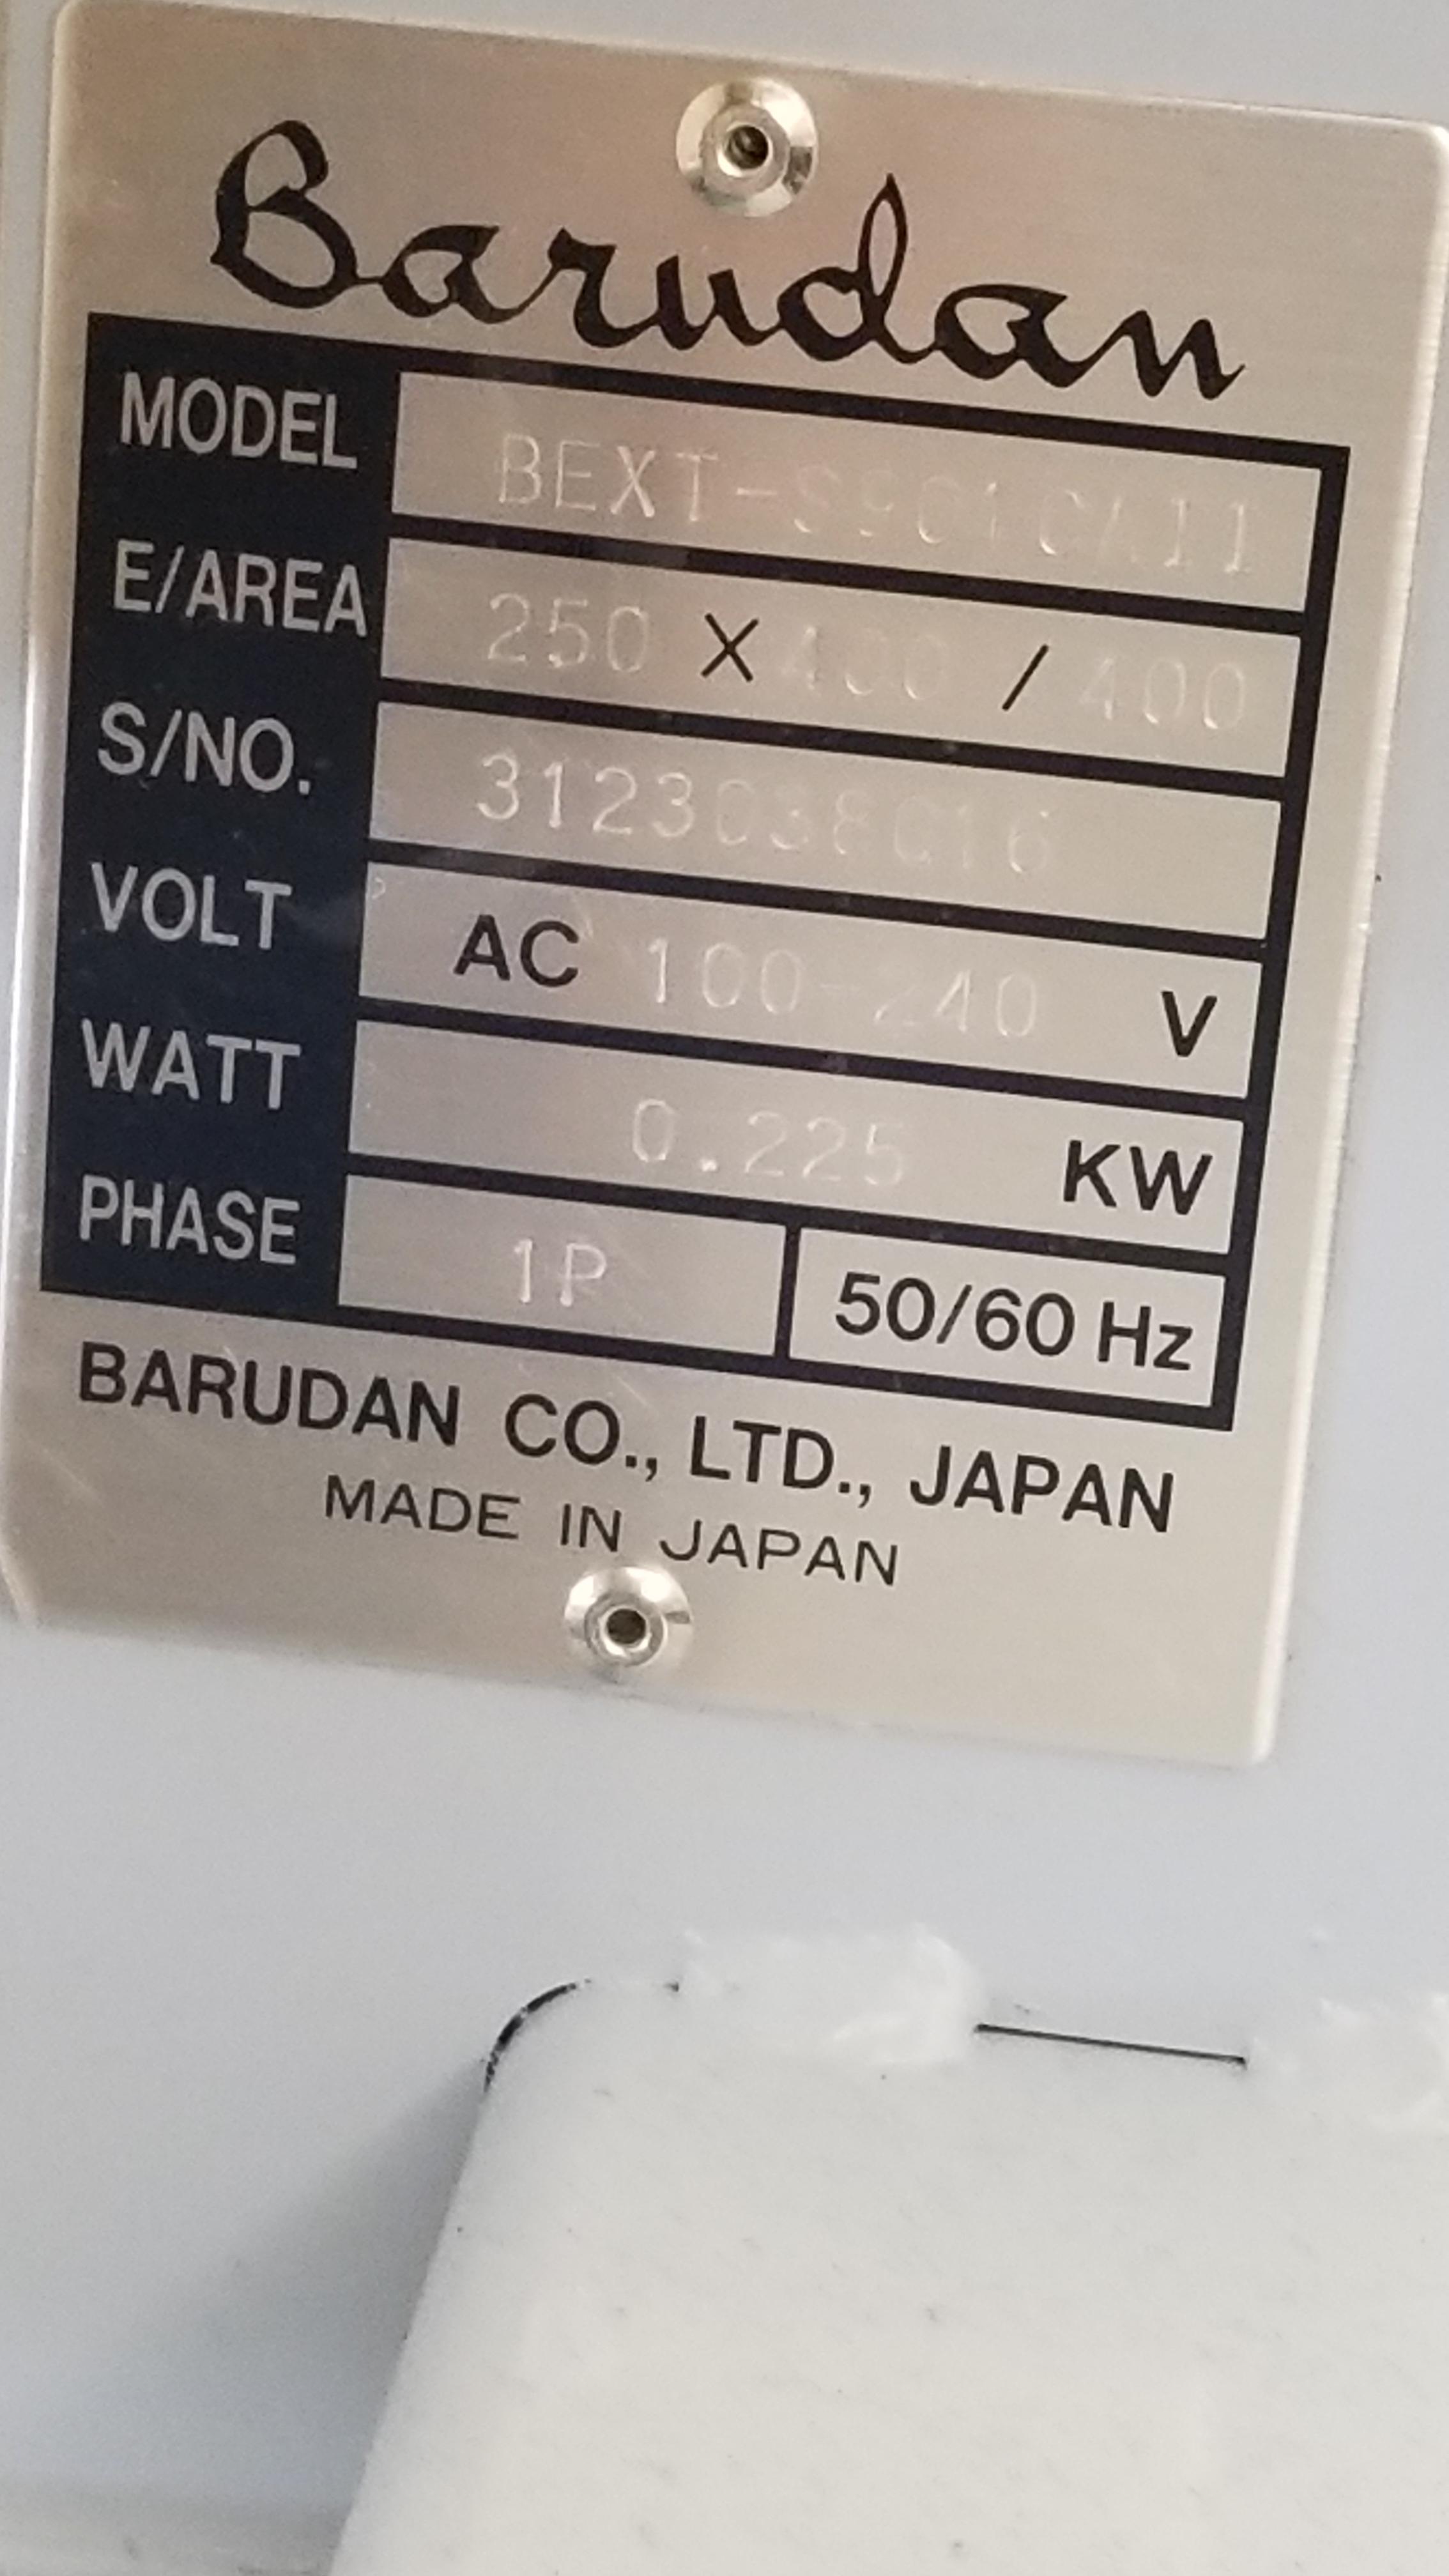 Barudan
MODEL BEXT-S901CAII
E/AREA 250 X 400 / 400
S/NO. 3123038C16
VOLT AC 100-240 V
WATT 0.225 KW
PHASE 1P 50/60 Hz
BARUDAN CO., LTD., JAPAN
MADE IN JAPAN